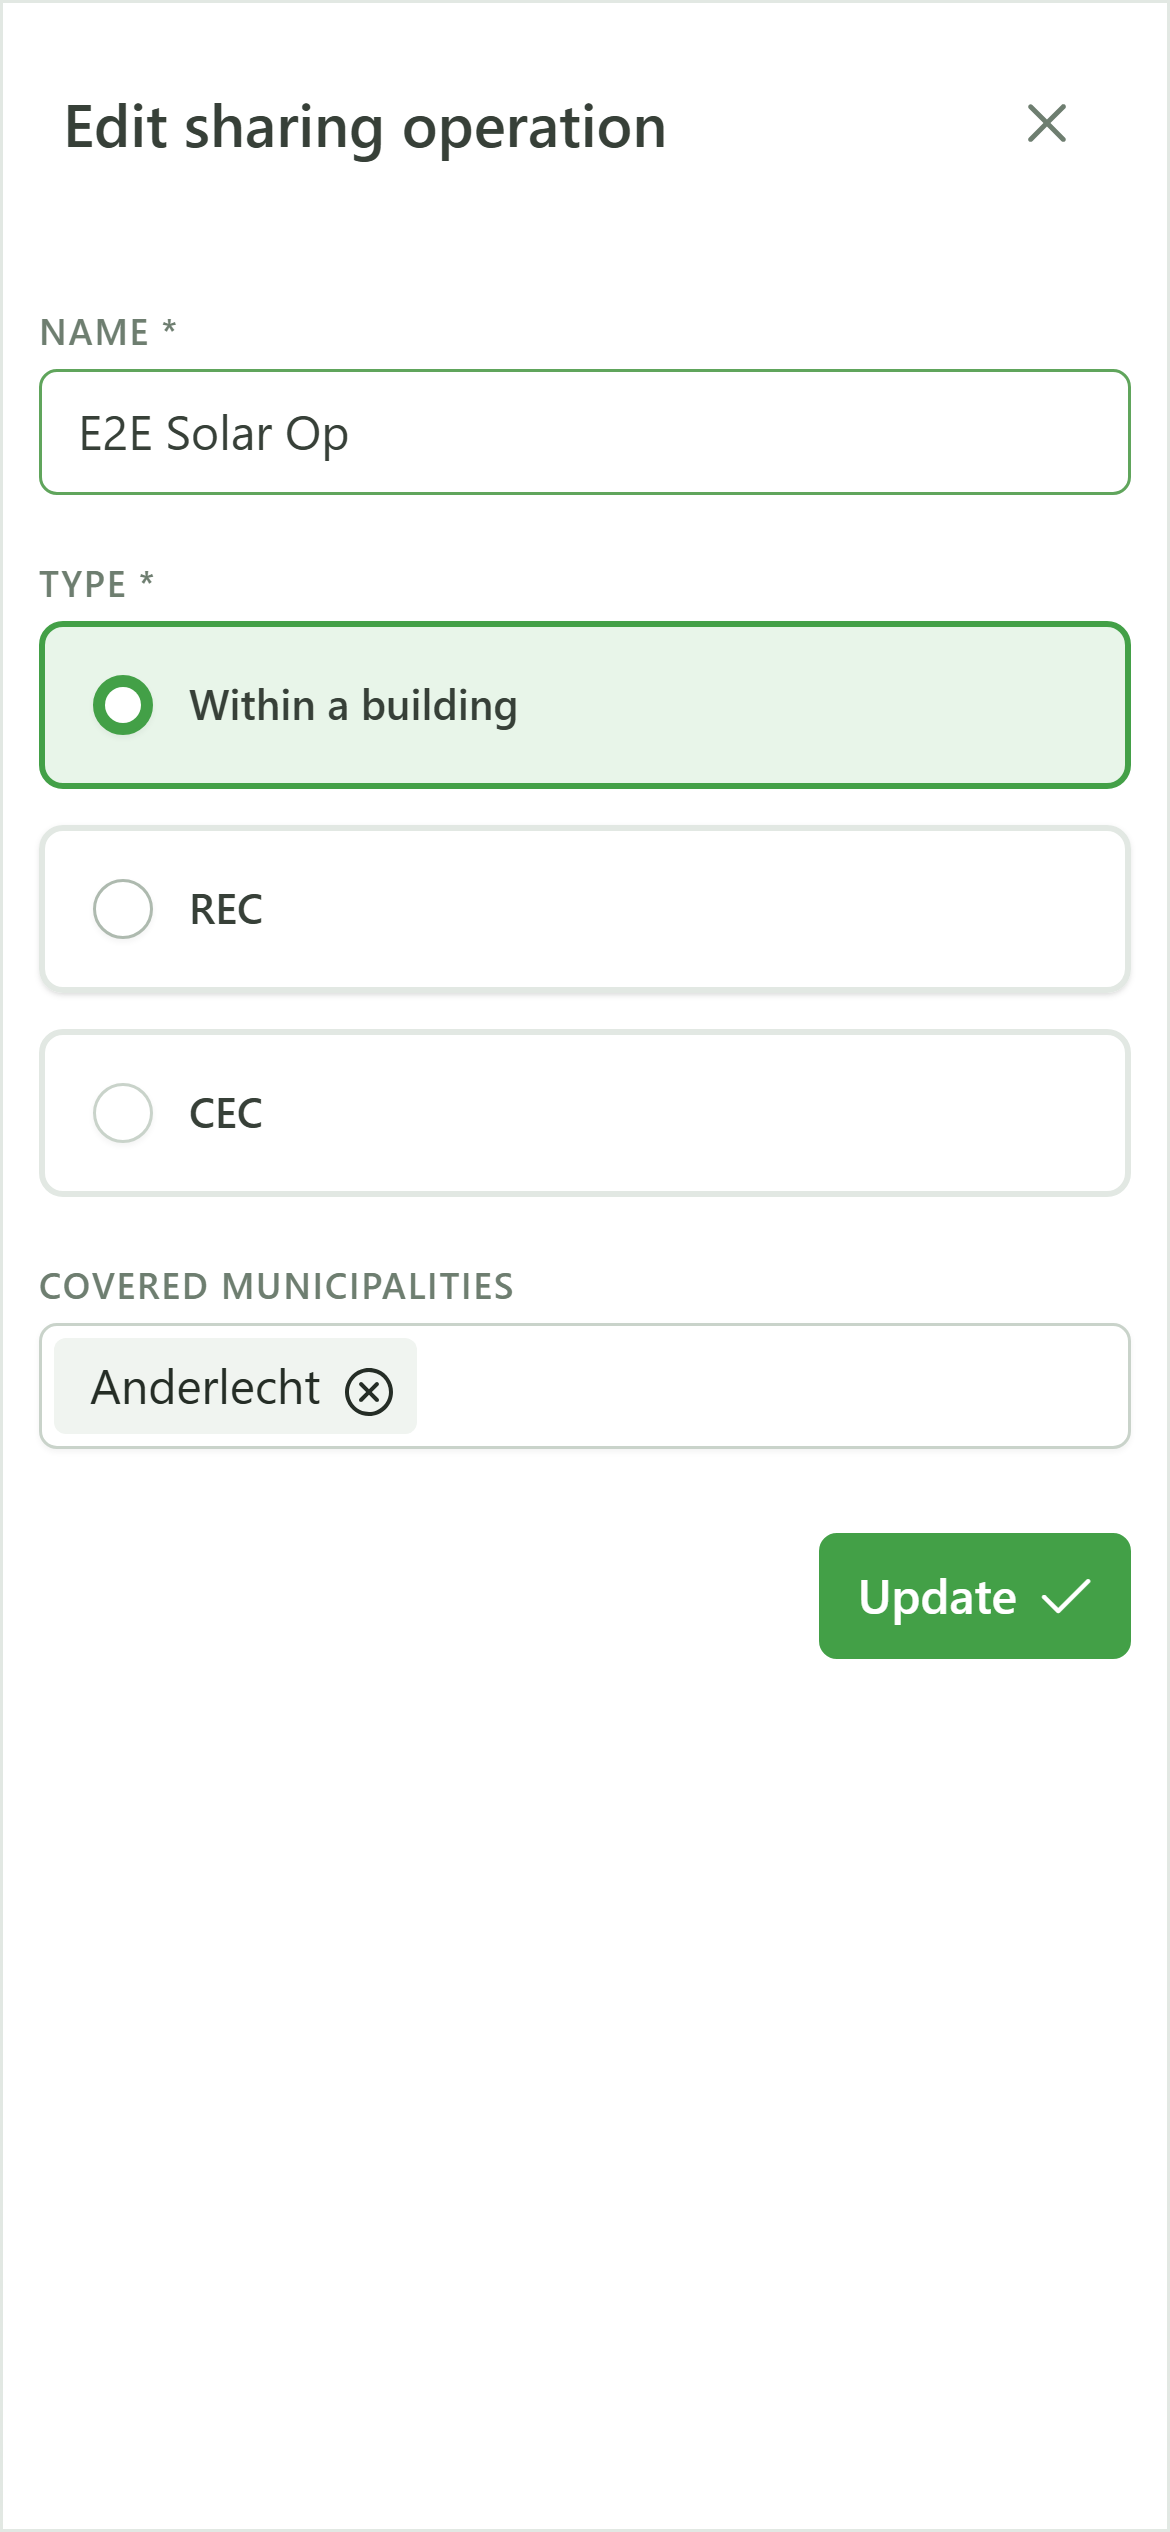 Edit sharing operation
NAME *
E2E Solar Op
TYPE *
Within a building
REC
CEC
COVERED MUNICIPALITIES
Anderlecht
Update